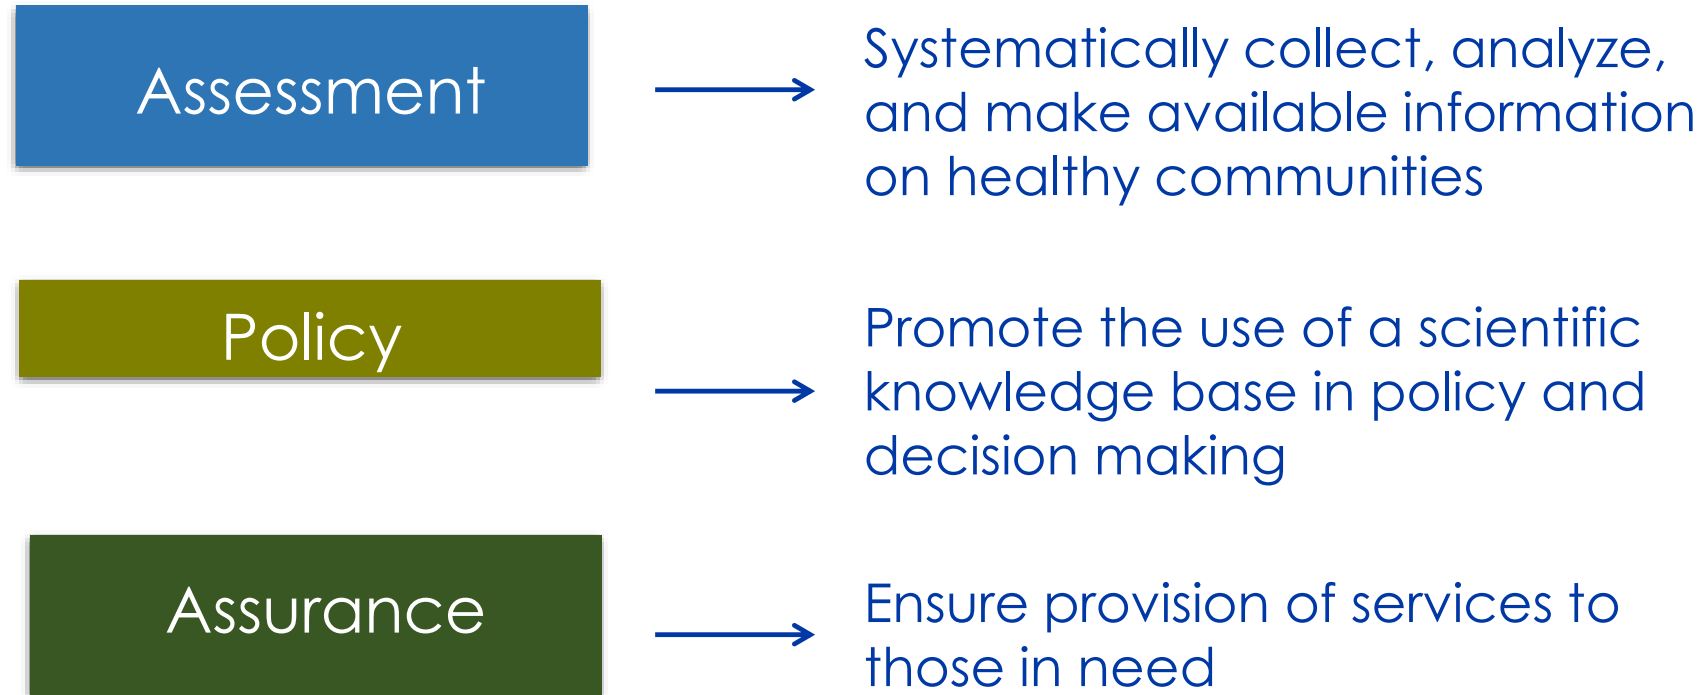 Assessment
Systematically collect, analyze,
and make available information
on healthy communities
Policy
Promote the use of a scientific
knowledge base in policy and
decision making
Assurance
Ensure provision of services to
those in need